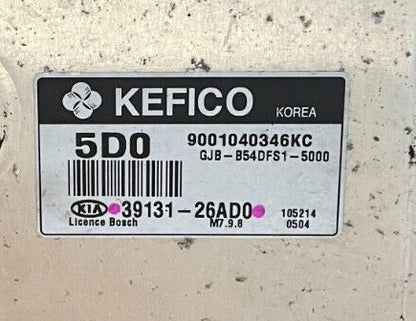 KEFICO KOREA
5D0 9001040346KC
GJB-B54DFS1-5000
KIA 39131-26AD0 105214
Licence Bosch M7.9.8 0504